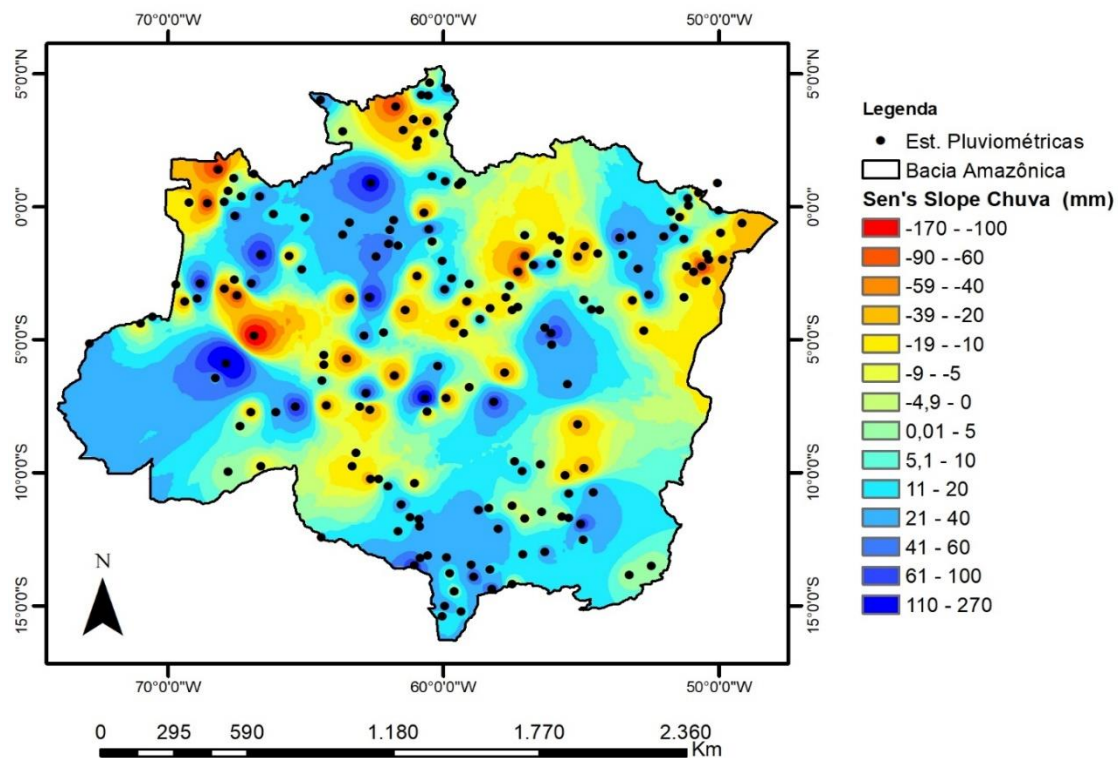 70°0'0"W 60°0'0"W 50°0'0"W
5°0'0"N 5°0'0"N
0°0'0" 0°0'0"
5°0'0"S 5°0'0"S
10°0'0"S 10°0'0"S
15°0'0"S 15°0'0"S
N
70°0'0"W 60°0'0"W 50°0'0"W
0 295 590 1.180 1.770 2.360
Km
Legenda
Est. Pluviométricas
Bacia Amazônica
Sen's Slope Chuva (mm)
-170 - -100
-90 - -60
-59 - -40
-39 - -20
-19 - -10
-9 - -5
-4,9 - 0
0,01 - 5
5,1 - 10
11 - 20
21 - 40
41 - 60
61 - 100
110 - 270